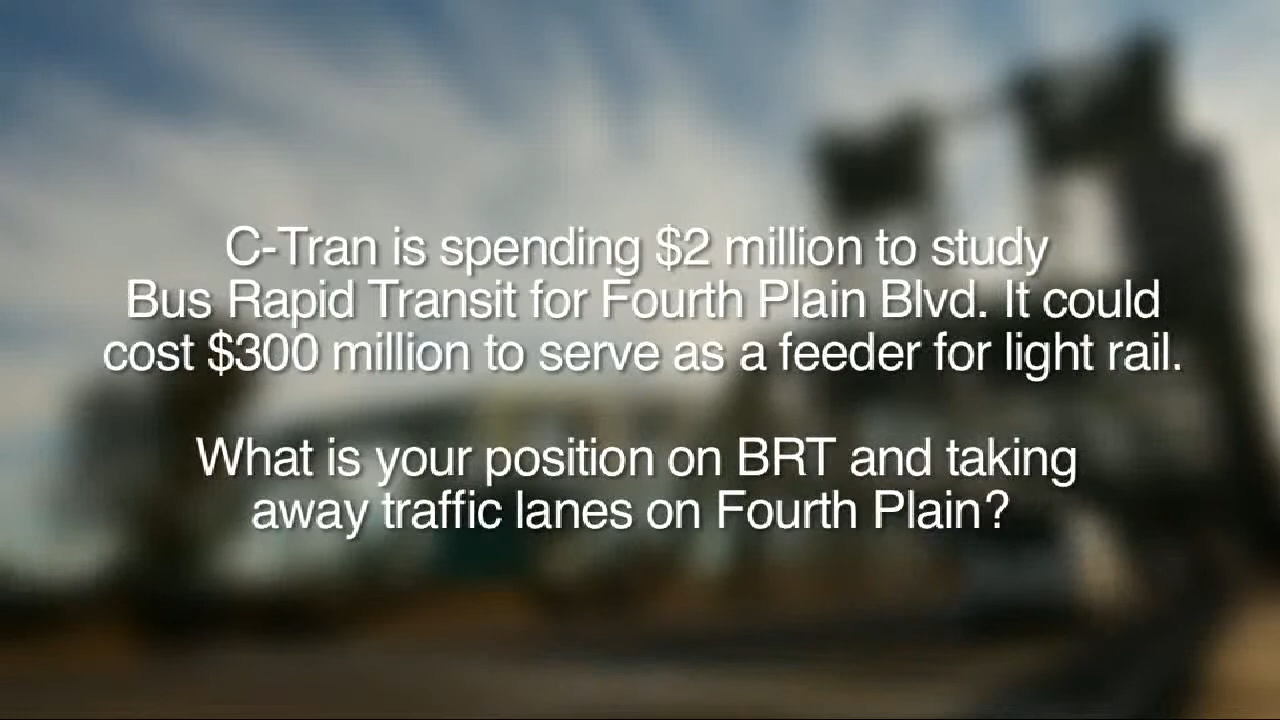 C-Tran is spending $2 million to study
Bus Rapid Transit for Fourth Plain Blvd. It could
cost $300 million to serve as a feeder for light rail.
What is your position on BRT and taking
away traffic lanes on Fourth Plain?